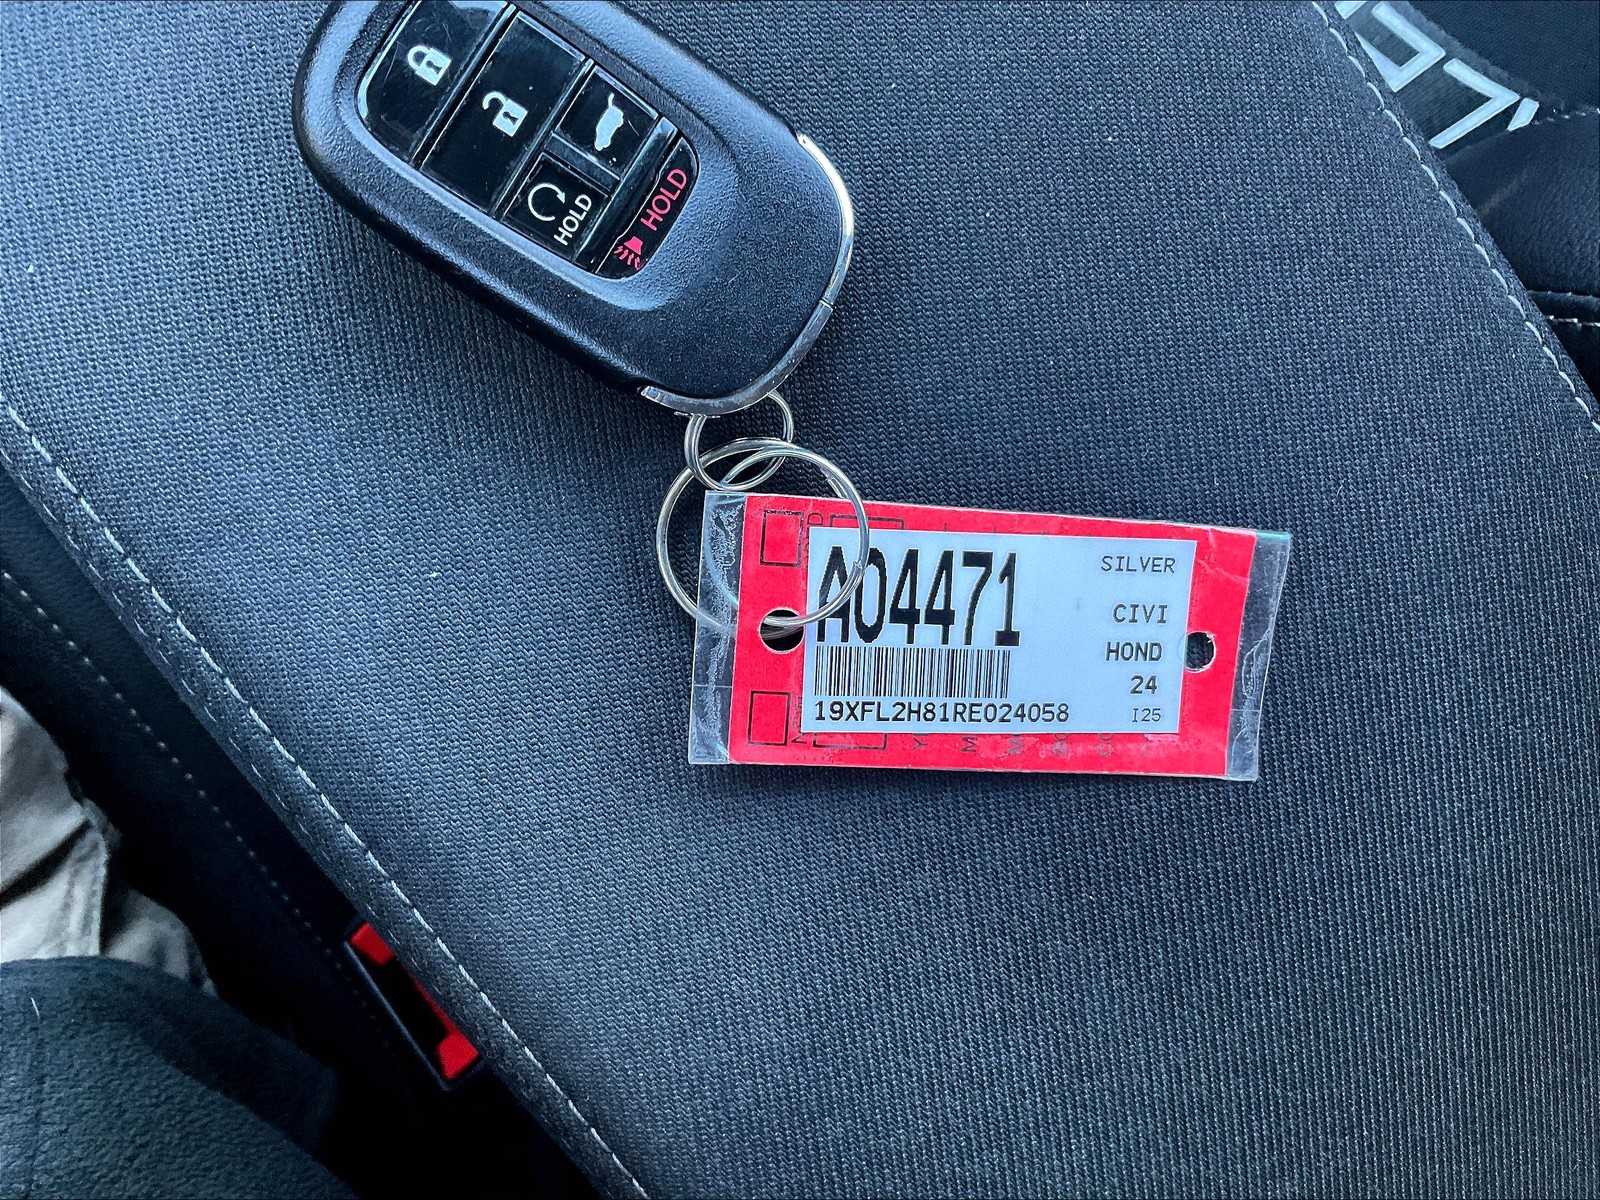 HOLD
HOLD
A04471
SILVER
CIVI
HOND
24
19XFL2H81RE024058
I25